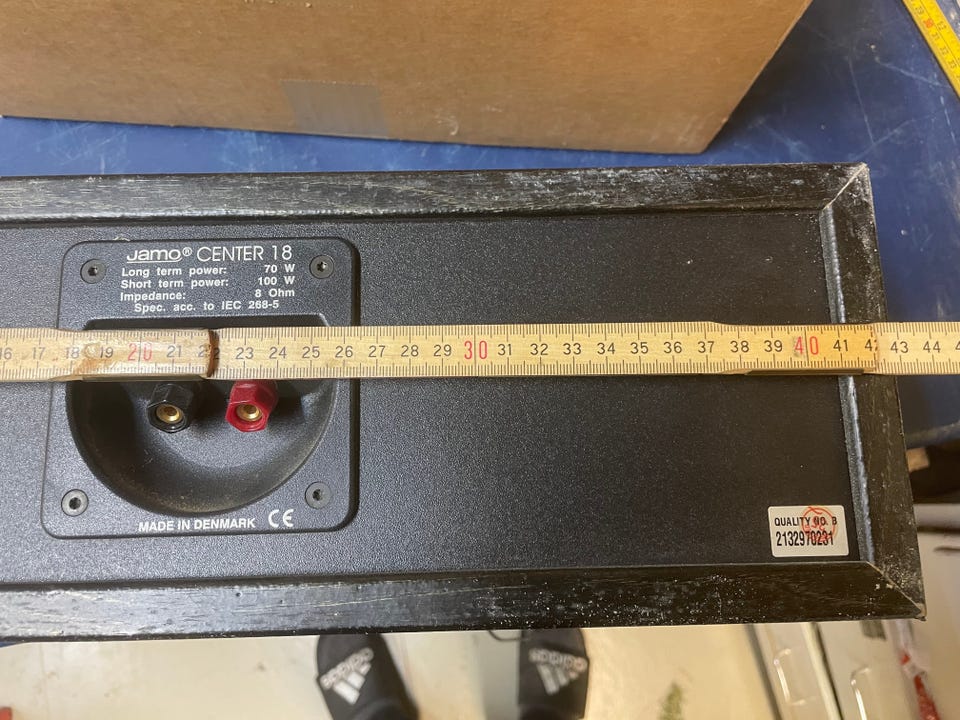 Jamo® CENTER 18
Long term power: 70 W
Short term power: 100 W
Impedance: 8 Ohm
Spec. acc. to IEC 268-5
16 17 18 19 20 21 22 23 24 25 26 27 28 29 30 31 32 33 34 35 36 37 38 39 40 41 42 43 44
MADE IN DENMARK CE
QUALITY NO. B
2132970231
adidas adidas